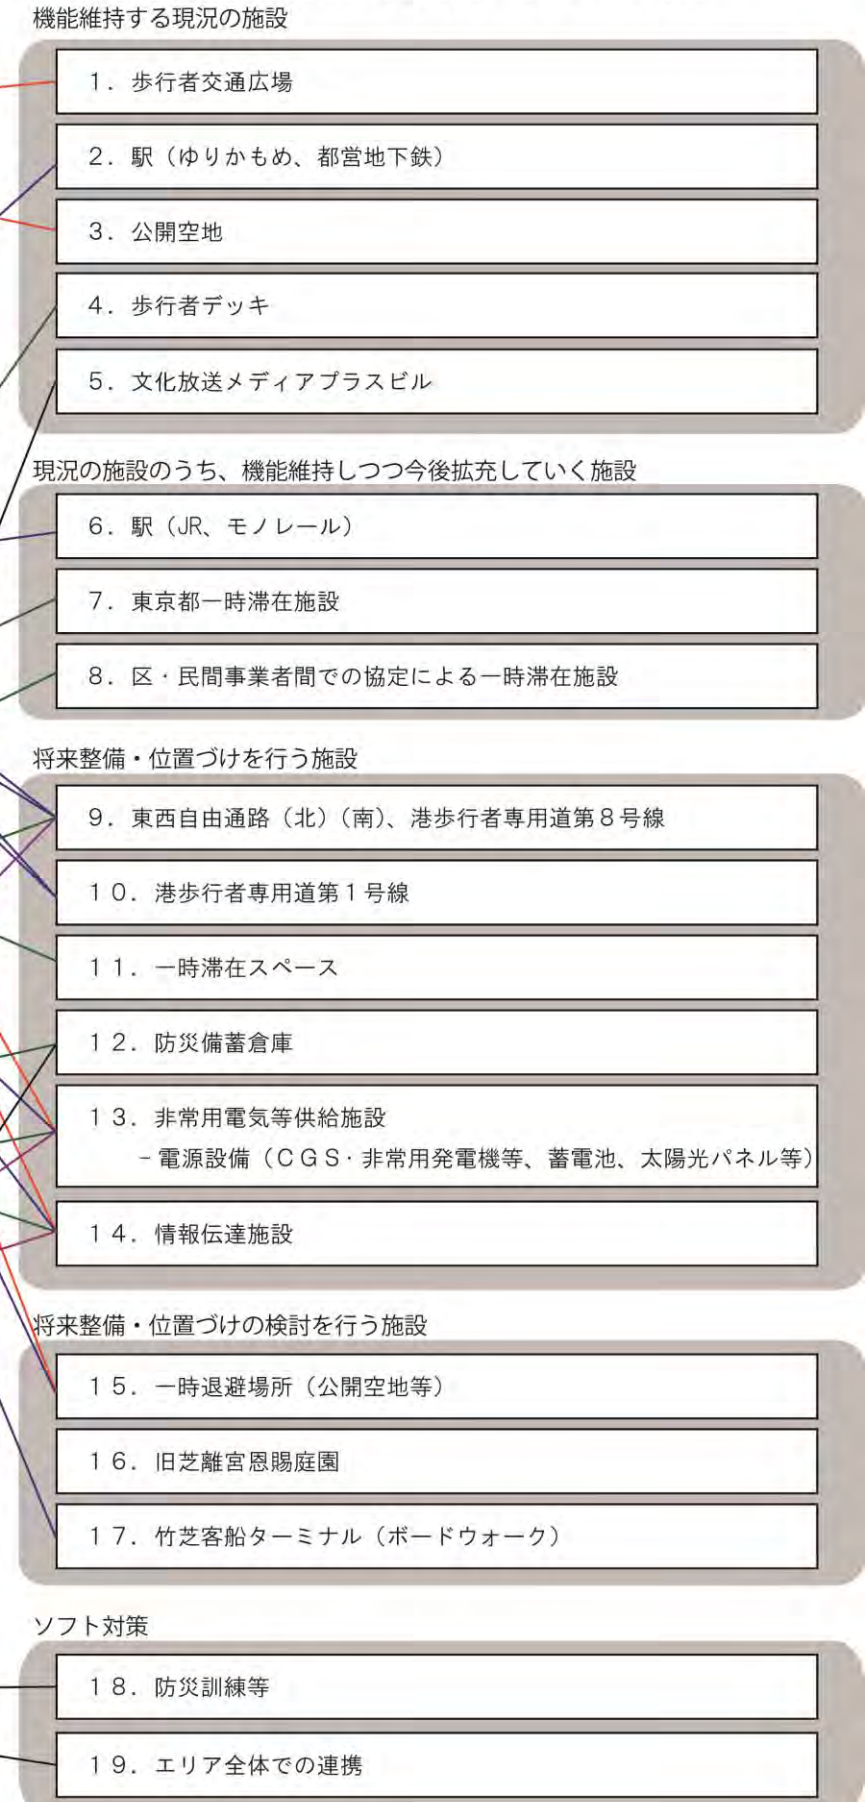 機能維持する現況の施設
１．歩行者交通広場
２．駅（ゆりかもめ、都営地下鉄）
３．公開空地
４．歩行者デッキ
５．文化放送メディアプラスビル
現況の施設のうち、機能維持しつつ今後拡充していく施設
６．駅（JR、モノレール）
７．東京都一時滞在施設
８．区・民間事業者間での協定による一時滞在施設
将来整備・位置づけを行う施設
９．東西自由通路（北）（南）、港歩行者専用道第８号線
１０．港歩行者専用道第１号線
１１．一時滞在スペース
１２．防災備蓄倉庫
１３．非常用電気等供給施設
－電源設備（ＣＧＳ・非常用発電機等、蓄電池、太陽光パネル等）
１４．情報伝達施設
将来整備・位置づけの検討を行う施設
１５．一時退避場所（公開空地等）
１６．旧芝離宮恩賜庭園
１７．竹芝客船ターミナル（ボードウォーク）
ソフト対策
１８．防災訓練等
１９．エリア全体での連携